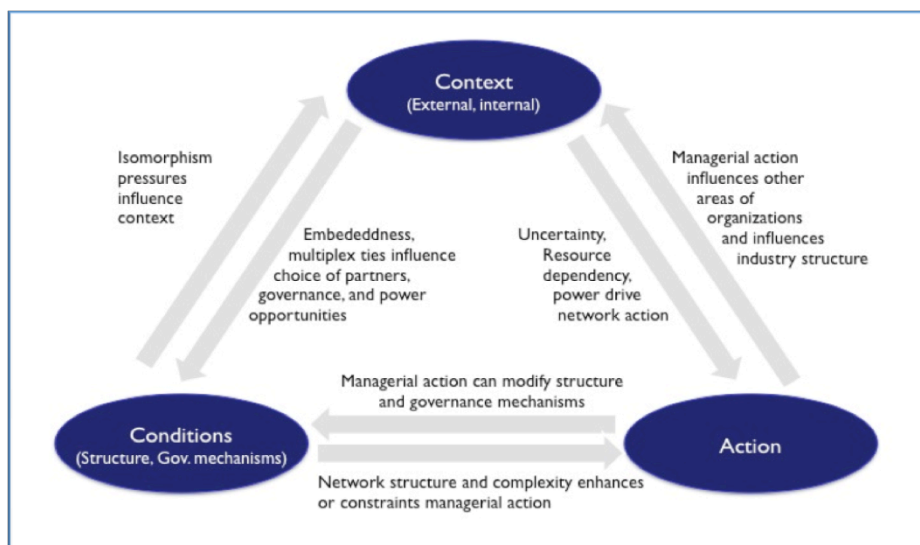 Context
(External, internal)
Isomorphism
pressures
influence
context
Managerial action
influences other
areas of
organizations
and influences
industry structure
Embededdness,
multiplex ties influence
choice of partners,
governance, and power
opportunities
Uncertainty,
Resource
dependency,
power drive
network action
Managerial action can modify structure
and governance mechanisms
Conditions
(Structure, Gov. mechanisms)
Action
Network structure and complexity enhances
or constraints managerial action